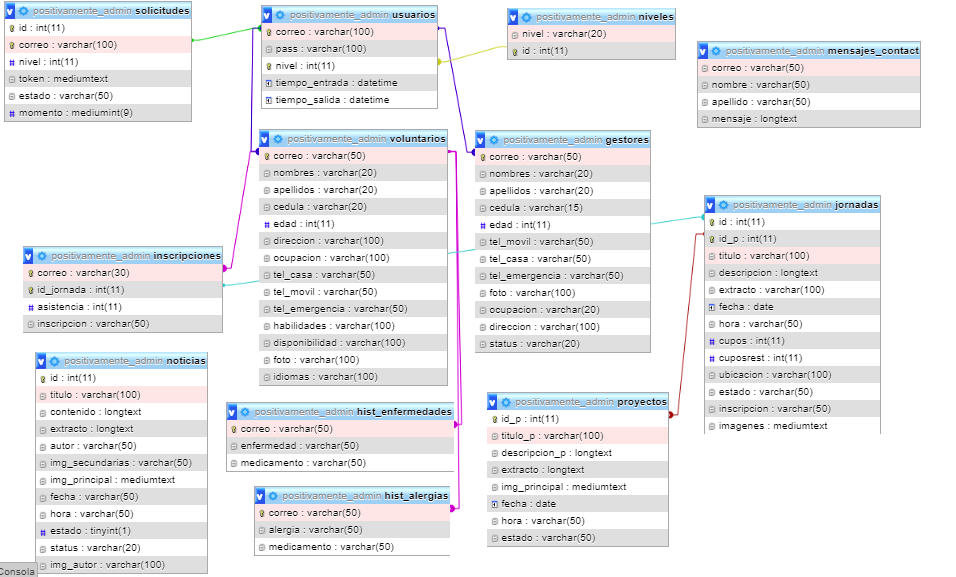 positivamente_admin solicitudes
id : int(11)
correo : varchar(100)
nivel : int(11)
token : mediumtext
estado : varchar(50)
momento : mediumint(9)
positivamente_admin usuarios
correo : varchar(100)
pass : varchar(100)
nivel : int(11)
tiempo_entrada : datetime
tiempo_salida : datetime
positivamente_admin niveles
nivel : varchar(20)
id : int(11)
positivamente_admin mensajes_contact
correo : varchar(50)
nombre : varchar(50)
apellido : varchar(50)
mensaje : longtext
positivamente_admin voluntarios
correo : varchar(50)
nombres : varchar(20)
apellidos : varchar(20)
cedula : varchar(20)
edad : int(11)
direccion : varchar(100)
ocupacion : varchar(100)
tel_casa : varchar(50)
tel_movil : varchar(50)
tel_emergencia : varchar(50)
habilidades : varchar(100)
disponibilidad : varchar(100)
foto : varchar(100)
idiomas : varchar(100)
positivamente_admin gestores
correo : varchar(50)
nombres : varchar(20)
apellidos : varchar(20)
cedula : varchar(15)
edad : int(11)
tel_movil : varchar(50)
tel_casa : varchar(50)
tel_emergencia : varchar(50)
foto : varchar(100)
ocupacion : varchar(20)
direccion : varchar(100)
status : varchar(20)
positivamente_admin jornadas
id : int(11)
id_p : int(11)
titulo : varchar(100)
descripcion : longtext
extracto : varchar(100)
fecha : date
hora : varchar(50)
cupos : int(11)
cuposrest : int(11)
ubicacion : varchar(100)
estado : varchar(50)
inscripcion : varchar(50)
imagenes : mediumtext
positivamente_admin inscripciones
correo : varchar(30)
id_jornada : int(11)
asistencia : int(11)
inscripcion : varchar(50)
positivamente_admin noticias
id : int(11)
titulo : varchar(100)
contenido : longtext
extracto : longtext
autor : varchar(50)
img_secundarias : varchar(50)
img_principal : mediumtext
fecha : varchar(50)
hora : varchar(50)
estado : tinyint(1)
status : varchar(20)
img_autor : varchar(100)
positivamente_admin hist_enfermedades
correo : varchar(50)
enfermedad : varchar(50)
medicamento : varchar(50)
positivamente_admin hist_alergias
correo : varchar(50)
alergia : varchar(50)
medicamento : varchar(50)
positivamente_admin proyectos
id_p : int(11)
titulo_p : varchar(100)
descripcion_p : longtext
extracto : longtext
img_principal : mediumtext
fecha : date
hora : varchar(50)
estado : varchar(50)
Consola